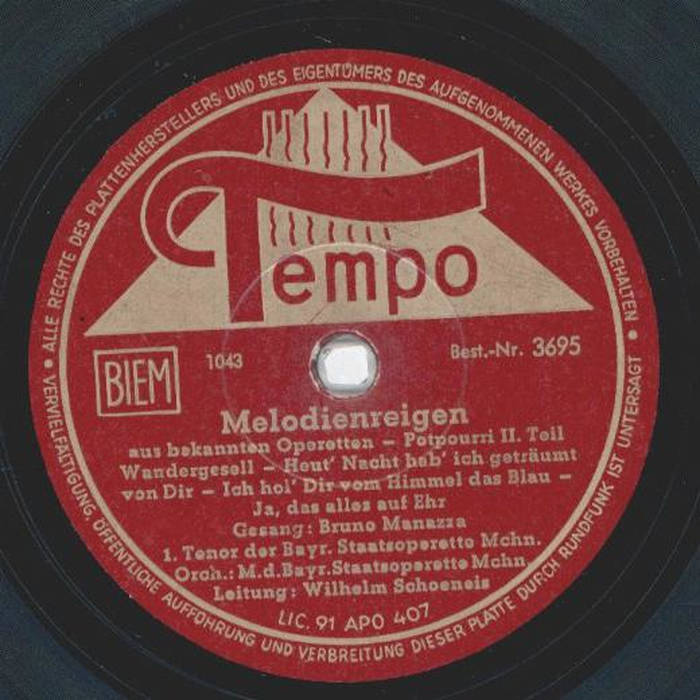 ALLE RECHTE DES PLATTENHERSTELLERS UND DES EIGENTÜMERS DES AUFGENOMMENEN WERKES VORBEHALTEN •
VERVIELFÄLTIGUNG, ÖFFENTLICHE AUFFÜHRUNG UND VERBREITUNG DIESER PLATTE DURCH RUNDFUNK IST UNTERSAGT •
Tempo
BIEM 1043 Best.-Nr. 3695
Melodienreigen
aus bekannten Operetten – Potpourri II. Teil
Wandergesell – Heut' Nacht hab' ich geträumt
von Dir – Ich hol' Dir vom Himmel das Blau –
Ja, das alles auf Ehr
Gesang: Bruno Manazza
1. Tenor der Bayr. Staatsoperette Mchn.
Orch.: M.d.Bayr.Staatsoperette Mchn.
Leitung: Wilhelm Schoeneis
LIC. 91 APO 407